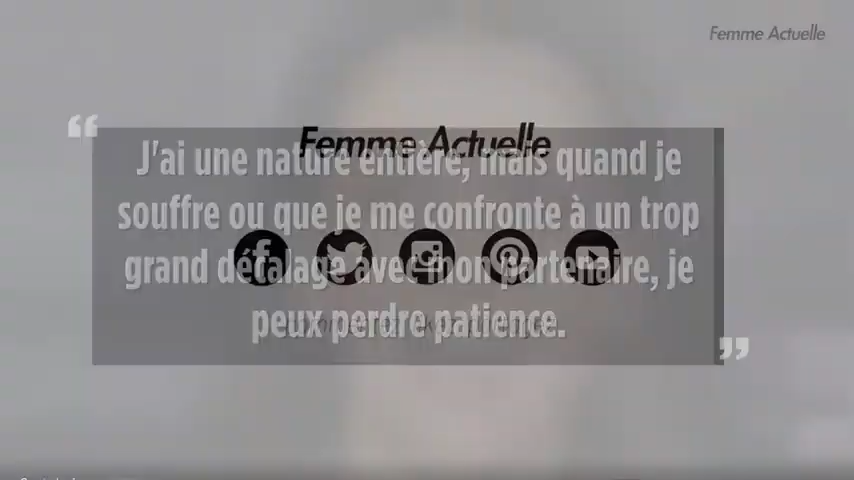 Femme Actuelle
Femme Actuelle
“
J'ai une nature entière, mais quand je
souffre ou que je me confronte à un trop
grand décalage avec mon partenaire, je
peux perdre patience.
”